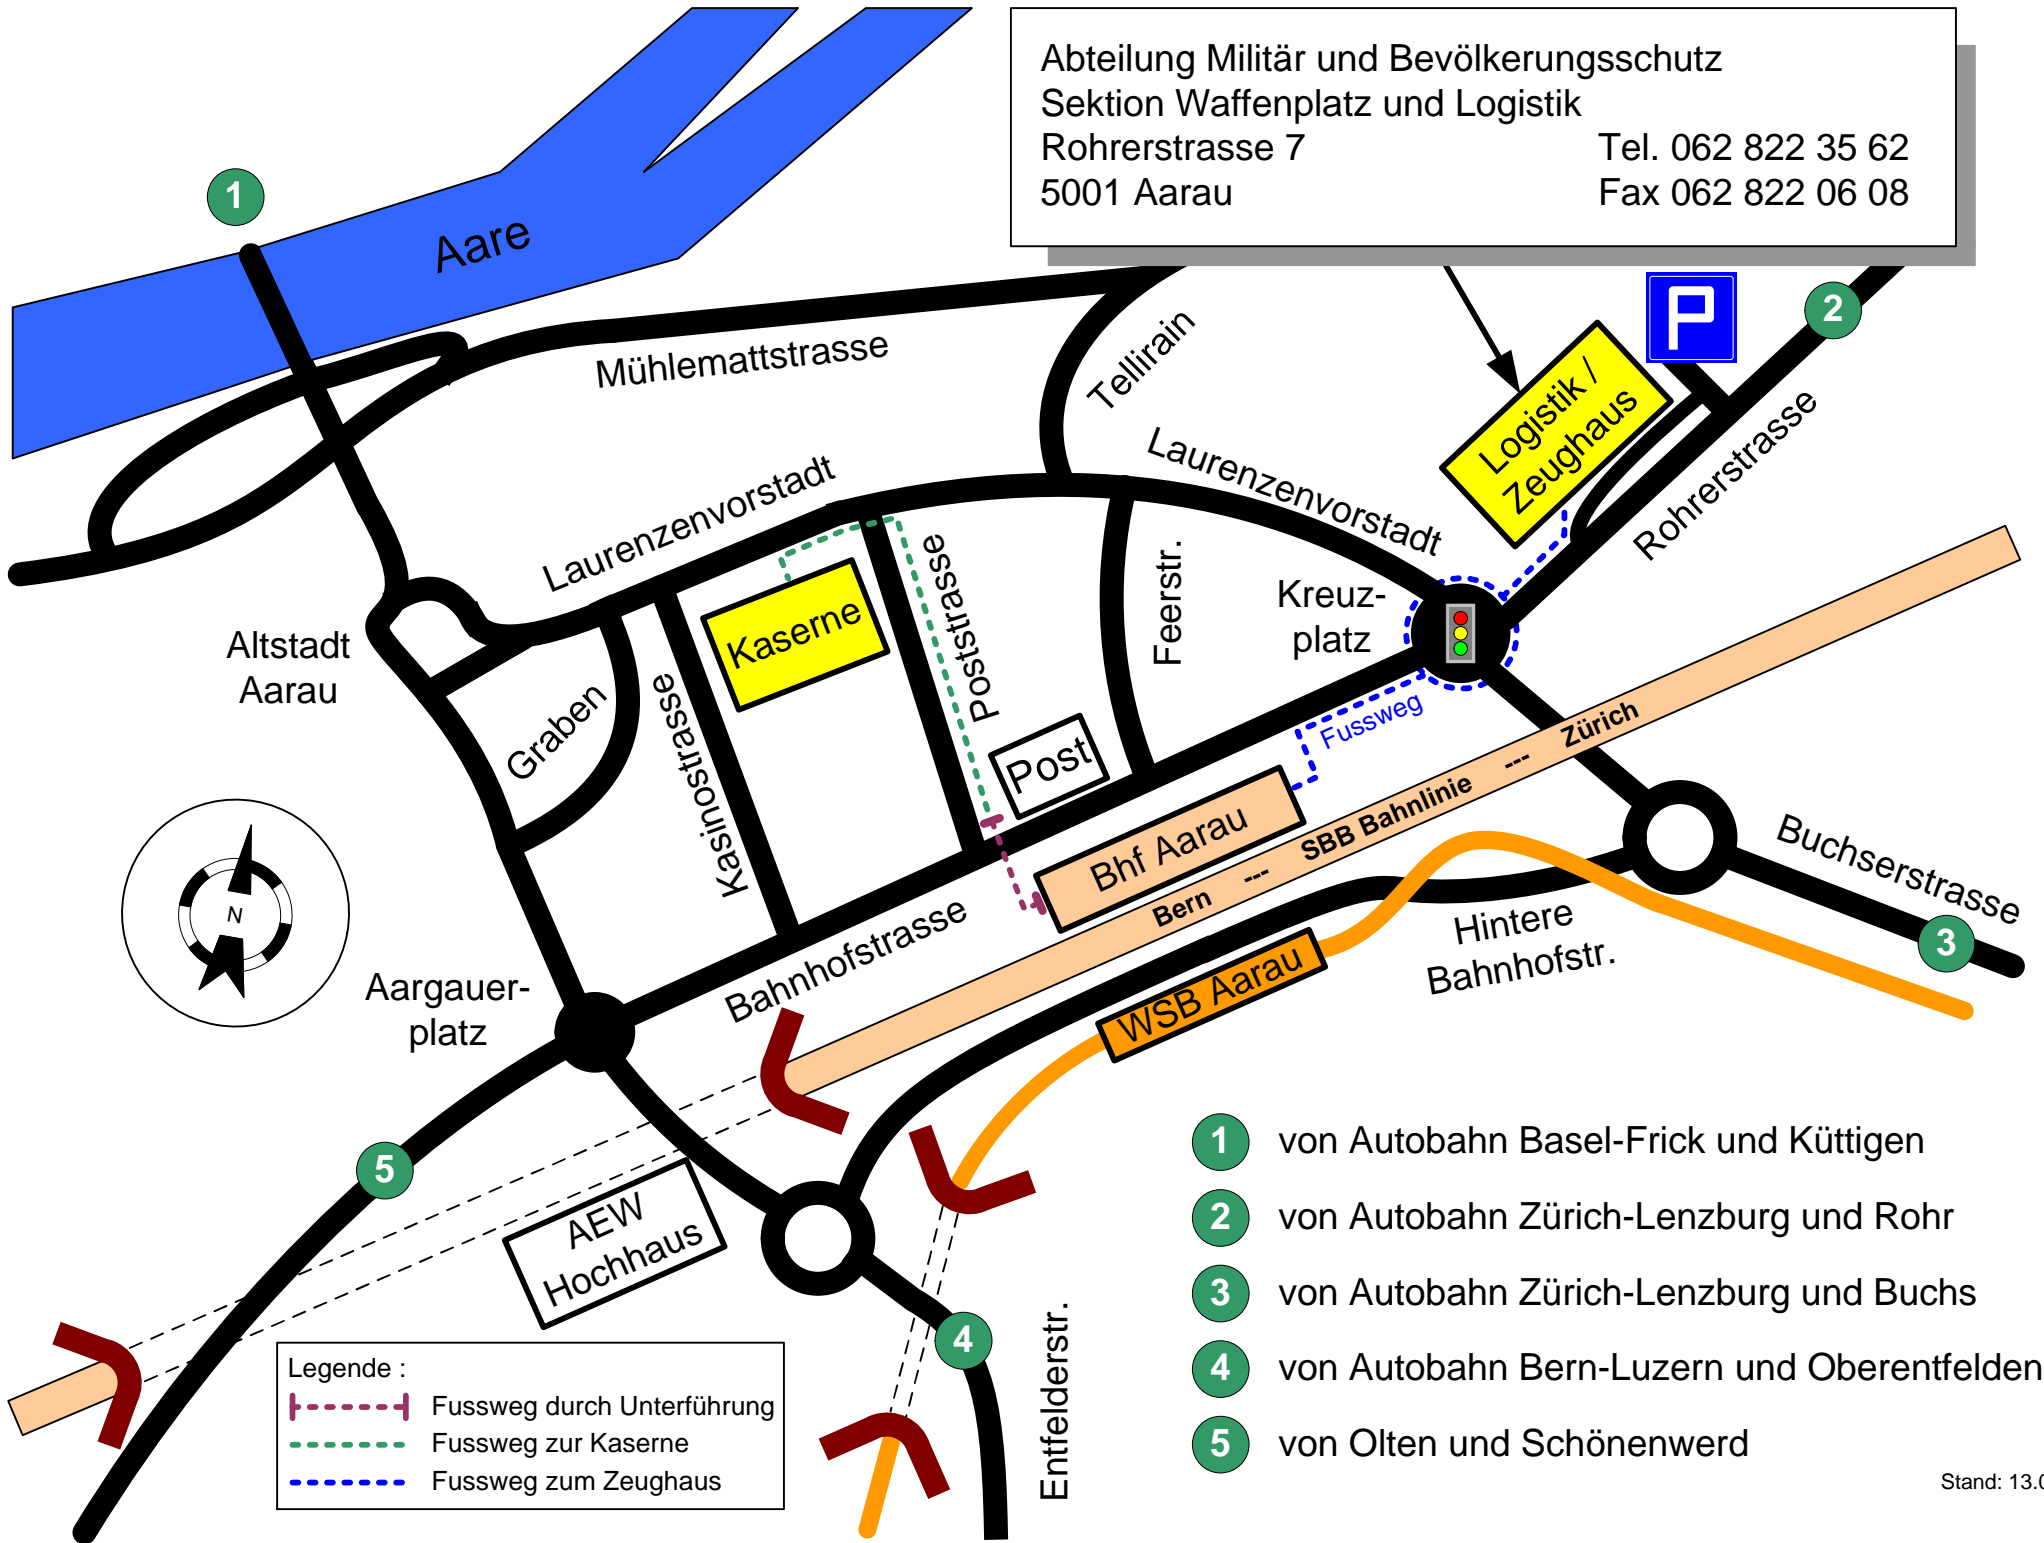 Abteilung Militär und Bevölkerungsschutz
Sektion Waffenplatz und Logistik
Rohrerstrasse 7 Tel. 062 822 35 62
5001 Aarau Fax 062 822 06 08
1
Aare
P
2
Mühlemattstrasse
Tellirain
Logistik /
Zeughaus
Laurenzenvorstadt
Laurenzenvorstadt
Rohrerstrasse
Poststrasse
Feerstr.
Kreuz-
platz
Kaserne
Altstadt
Aarau
Graben
Kasinostrasse
Post
Fussweg
Bhf Aarau
Bern --- SBB Bahnlinie --- Zürich
N
Buchserstrasse
3
Hintere
Bahnhofstr.
Bahnhofstrasse
WSB Aarau
Aargauer-
platz
5
AEW
Hochhaus
4
Entfelderstr.
1 von Autobahn Basel-Frick und Küttigen
2 von Autobahn Zürich-Lenzburg und Rohr
3 von Autobahn Zürich-Lenzburg und Buchs
4 von Autobahn Bern-Luzern und Oberentfelden
5 von Olten und Schönenwerd
Legende :
Fussweg durch Unterführung
Fussweg zur Kaserne
Fussweg zum Zeughaus
Stand: 13.0